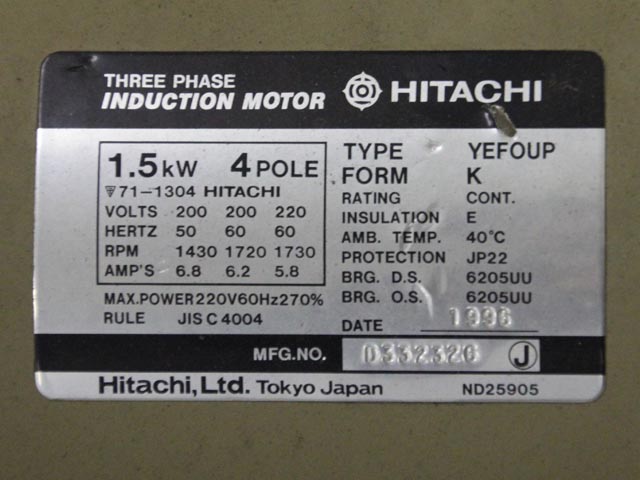 THREE PHASE
INDUCTION MOTOR
HITACHI
1.5kW 4POLE
71-1304 HITACHI
VOLTS 200 200 220
HERTZ 50 60 60
RPM 1430 1720 1730
AMP'S 6.8 6.2 5.8
MAX.POWER220V60Hz270%
RULE JIS C 4004
TYPE YEFOUP
FORM K
RATING CONT.
INSULATION E
AMB. TEMP. 40°C
PROTECTION JP22
BRG. D.S. 6205UU
BRG. O.S. 6205UU
DATE 1996
MFG.NO. D332326 J
Hitachi,Ltd. Tokyo Japan ND25905